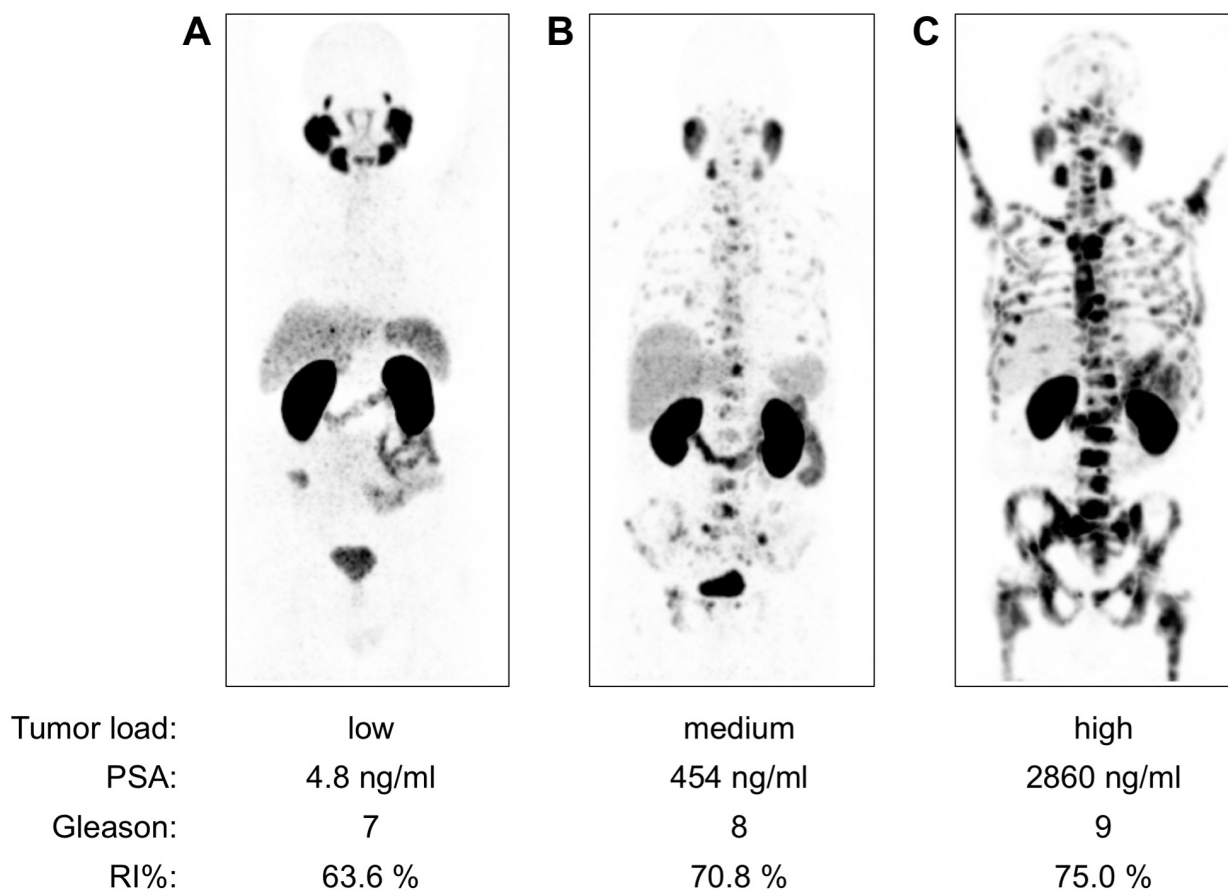 A B C
Tumor load: low medium high
PSA: 4.8 ng/ml 454 ng/ml 2860 ng/ml
Gleason: 7 8 9
RI%: 63.6 % 70.8 % 75.0 %